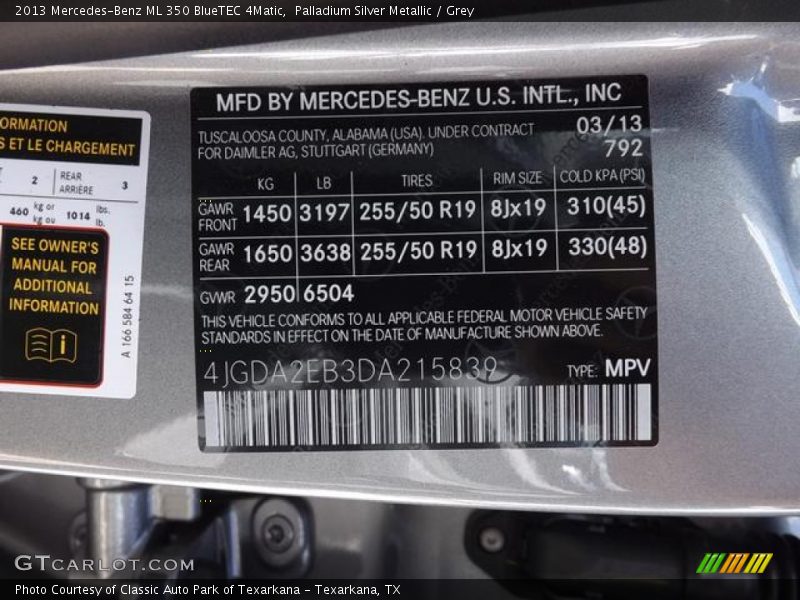 2013 Mercedes-Benz ML 350 BlueTEC 4Matic, Palladium Silver Metallic / Grey
MFD BY MERCEDES-BENZ U.S. INTL., INC
TUSCALOOSA COUNTY, ALABAMA (USA). UNDER CONTRACT
FOR DAIMLER AG, STUTTGART (GERMANY)
03/13
792
KG LB TIRES RIM SIZE COLD KPA (PSI)
GAWR FRONT 1450 3197 255/50 R19 8Jx19 310(45)
GAWR REAR 1650 3638 255/50 R19 8Jx19 330(48)
GVWR 2950 6504
THIS VEHICLE CONFORMS TO ALL APPLICABLE FEDERAL MOTOR VEHICLE SAFETY
STANDARDS IN EFFECT ON THE DATE OF MANUFACTURE SHOWN ABOVE.
4JGDA2EB3DA215839 TYPE: MPV
ET LE CHARGEMENT
2 REAR ARRIÈRE 3
460 kg or kg ou 1014 lbs. lb.
SEE OWNER'S
MANUAL FOR
ADDITIONAL
INFORMATION
A 166 584 64 15
GTCARLOT.COM
Photo Courtesy of Classic Auto Park of Texarkana - Texarkana, TX